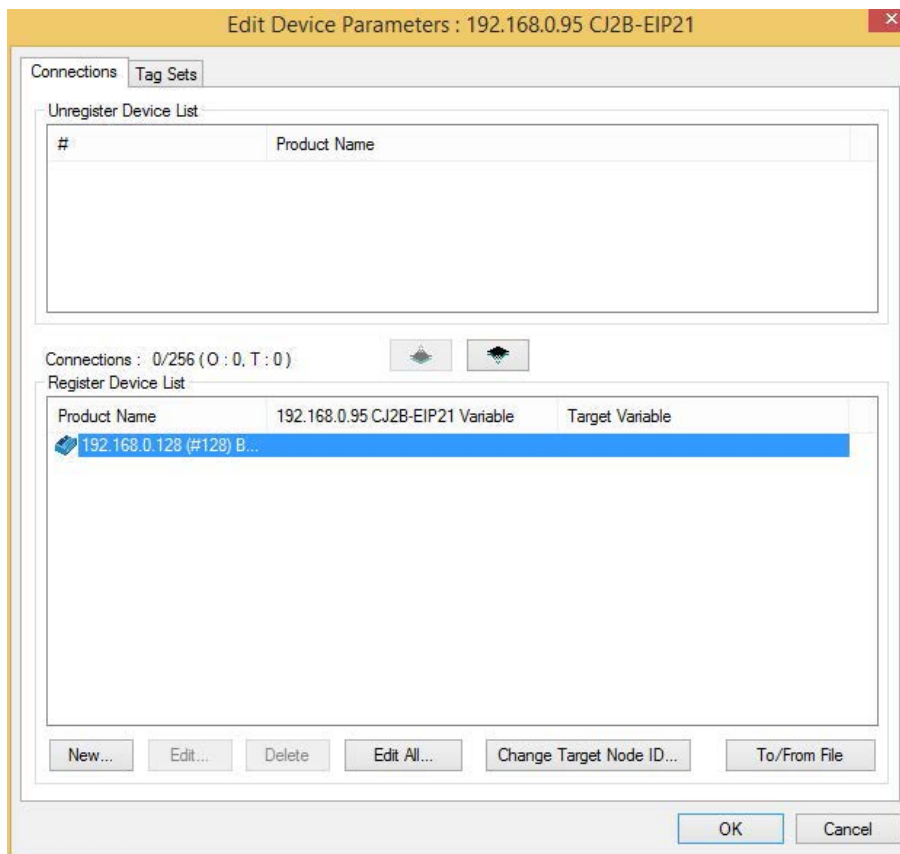 Edit Device Parameters : 192.168.0.95 CJ2B-EIP21
Connections Tag Sets
Unregister Device List
# Product Name
Connections : 0/256 ( O : 0, T : 0 )
Register Device List
Product Name 192.168.0.95 CJ2B-EIP21 Variable Target Variable
192.168.0.128 (#128) B...
New... Edit... Delete Edit All... Change Target Node ID... To/From File
OK Cancel